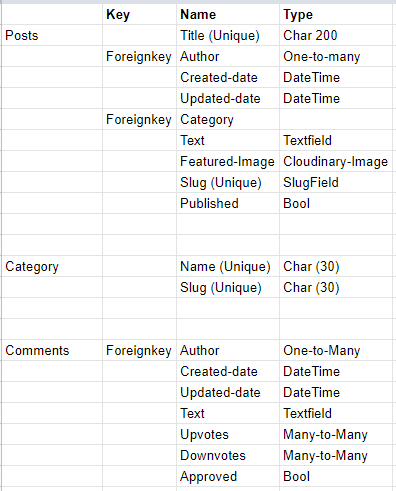 Key Name Type
Posts Title (Unique) Char 200
Foreignkey Author One-to-many
Created-date DateTime
Updated-date DateTime
Foreignkey Category
Text Textfield
Featured-Image Cloudinary-Image
Slug (Unique) SlugField
Published Bool
Category Name (Unique) Char (30)
Slug (Unique) Char (30)
Comments Foreignkey Author One-to-Many
Created-date DateTime
Updated-date DateTime
Text Textfield
Upvotes Many-to-Many
Downvotes Many-to-Many
Approved Bool